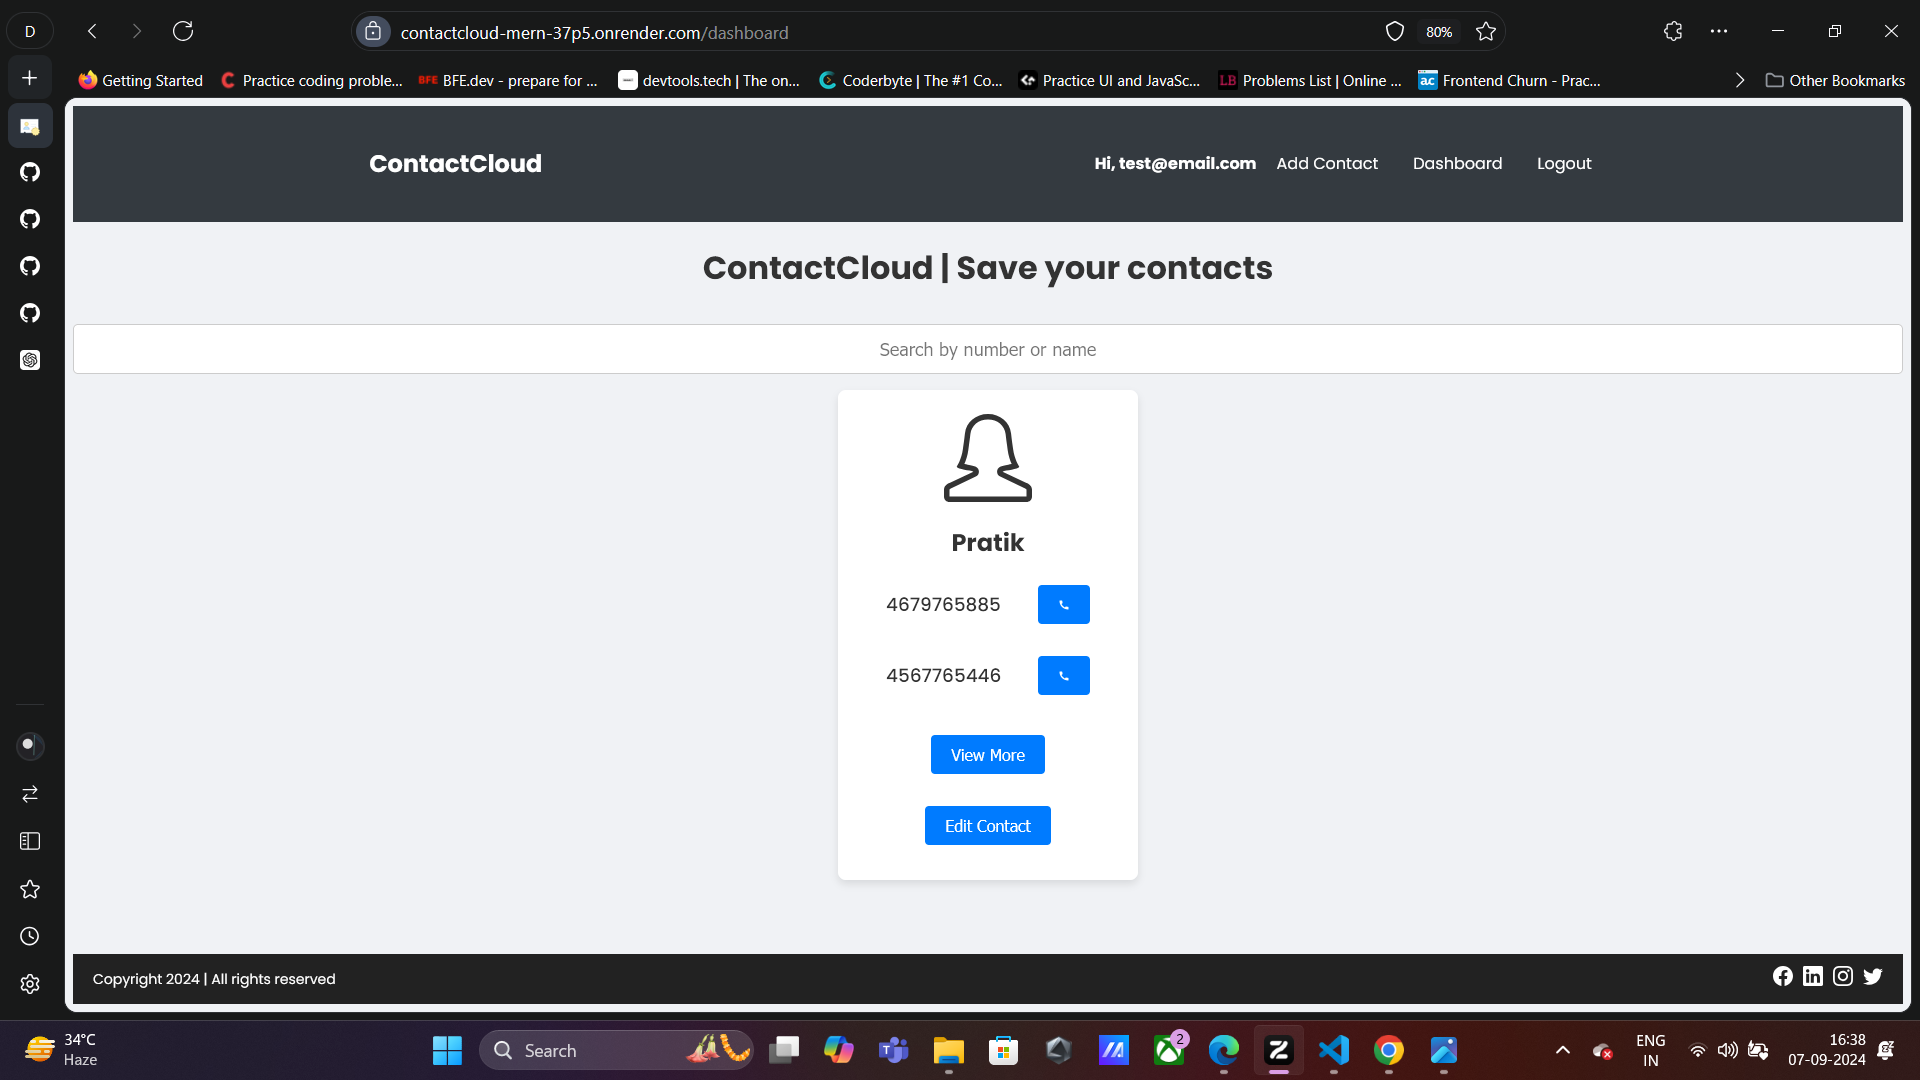 D
contactcloud-mern-37p5.onrender.com/dashboard
80%
Getting Started
Practice coding proble...
BFE BFE.dev - prepare for ...
devtools.tech | The on...
Coderbyte | The #1 Co...
Practice UI and JavaSc...
LB Problems List | Online ...
ac Frontend Churn - Prac...
Other Bookmarks
ContactCloud
Hi, test@email.com
Add Contact
Dashboard
Logout
ContactCloud | Save your contacts
Search by number or name
Pratik
4679765885
4567765446
View More
Edit Contact
Copyright 2024 | All rights reserved
34°C
Haze
Search
2
ENG
IN
16:38
07-09-2024